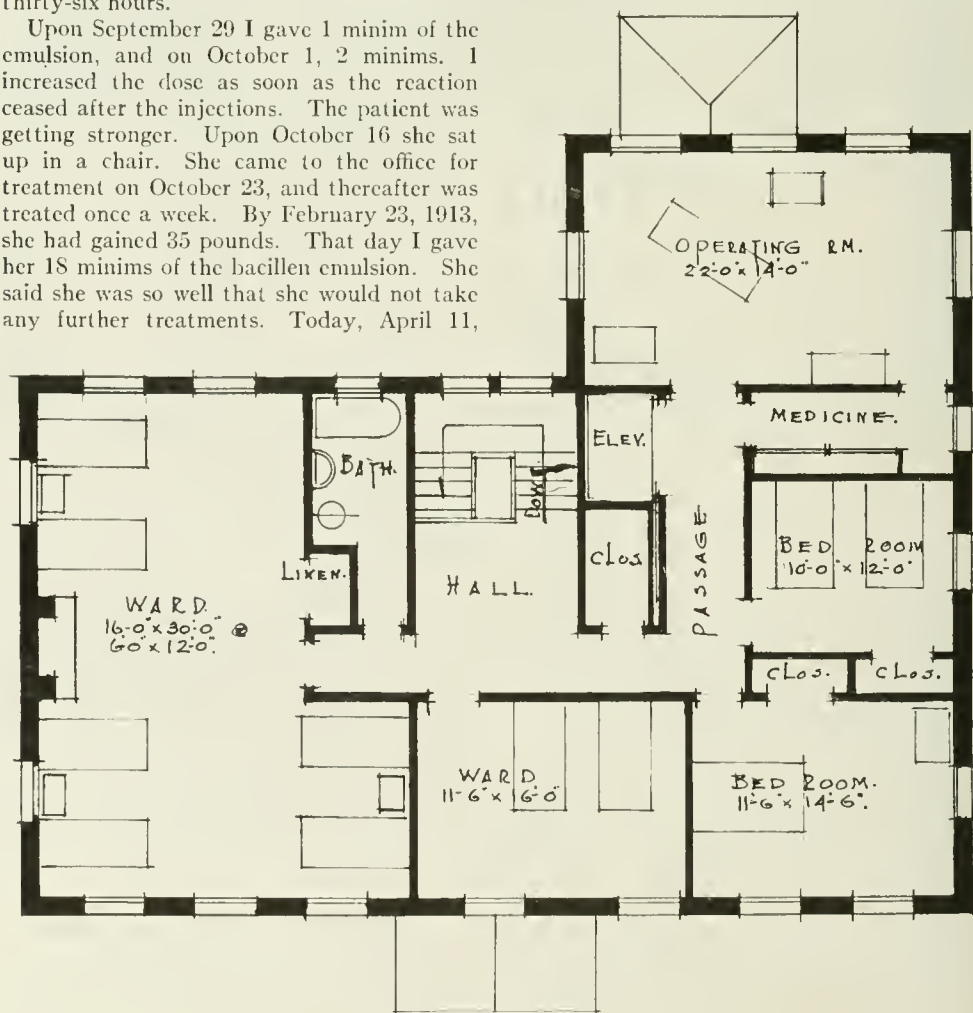 thirty-six hours.
Upon September 29 I gave 1 minim of the
emulsion, and on October 1, 2 minims. I
increased the dose as soon as the reaction
ceased after the injections. The patient was
getting stronger. Upon October 16 she sat
up in a chair. She came to the office for
treatment on October 23, and thereafter was
treated once a week. By February 23, 1913,
she had gained 35 pounds. That day I gave
her 18 minims of the bacillen emulsion. She
said she was so well that she would not take
any further treatments. Today, April 11,
OPERATING RM.
22'-0" x 14'-0"
MEDICINE.
ELEV.
BATH.
DOWN
CLOS
PASSAGE
BED ROOM
10'-0" x 12'-0"
LINEN.
HALL.
WARD.
16'-0" x 30'-0" @
6'0" x 12'-0".
CLOS.
CLOS.
WARD
11'-6" x 16'-0"
BED ROOM.
11'-6" x 14'-6".